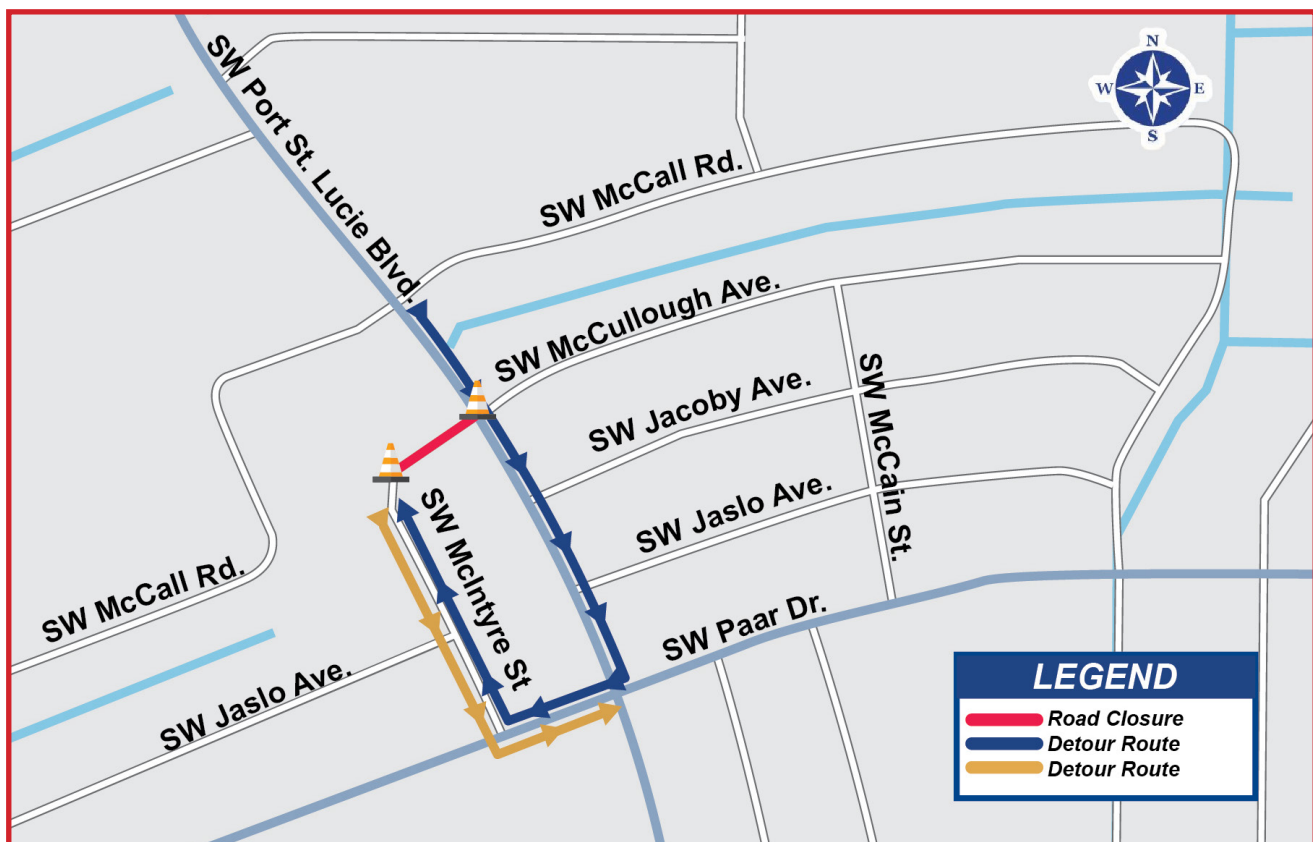 SW Port St. Lucie Blvd.
N
W
E
S
SW McCall Rd.
SW McCullough Ave.
SW Jacoby Ave.
SW McCain St.
SW Jaslo Ave.
SW McIntyre St
SW McCall Rd.
SW Paar Dr.
SW Jaslo Ave.
LEGEND
Road Closure
Detour Route
Detour Route